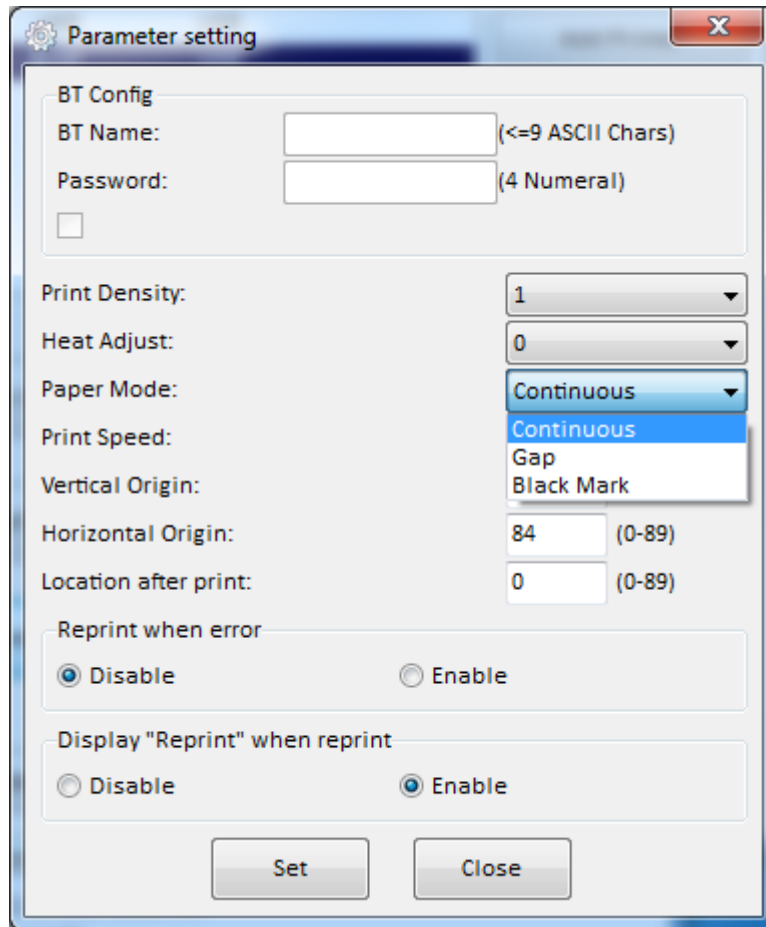 Parameter setting
BT Config
BT Name: (<=9 ASCII Chars)
Password: (4 Numeral)
Print Density: 1
Heat Adjust: 0
Paper Mode: Continuous
Continuous
Print Speed:
Gap
Vertical Origin: Black Mark
Horizontal Origin: 84 (0-89)
Location after print: 0 (0-89)
Reprint when error
Disable Enable
Display "Reprint" when reprint
Disable Enable
Set Close